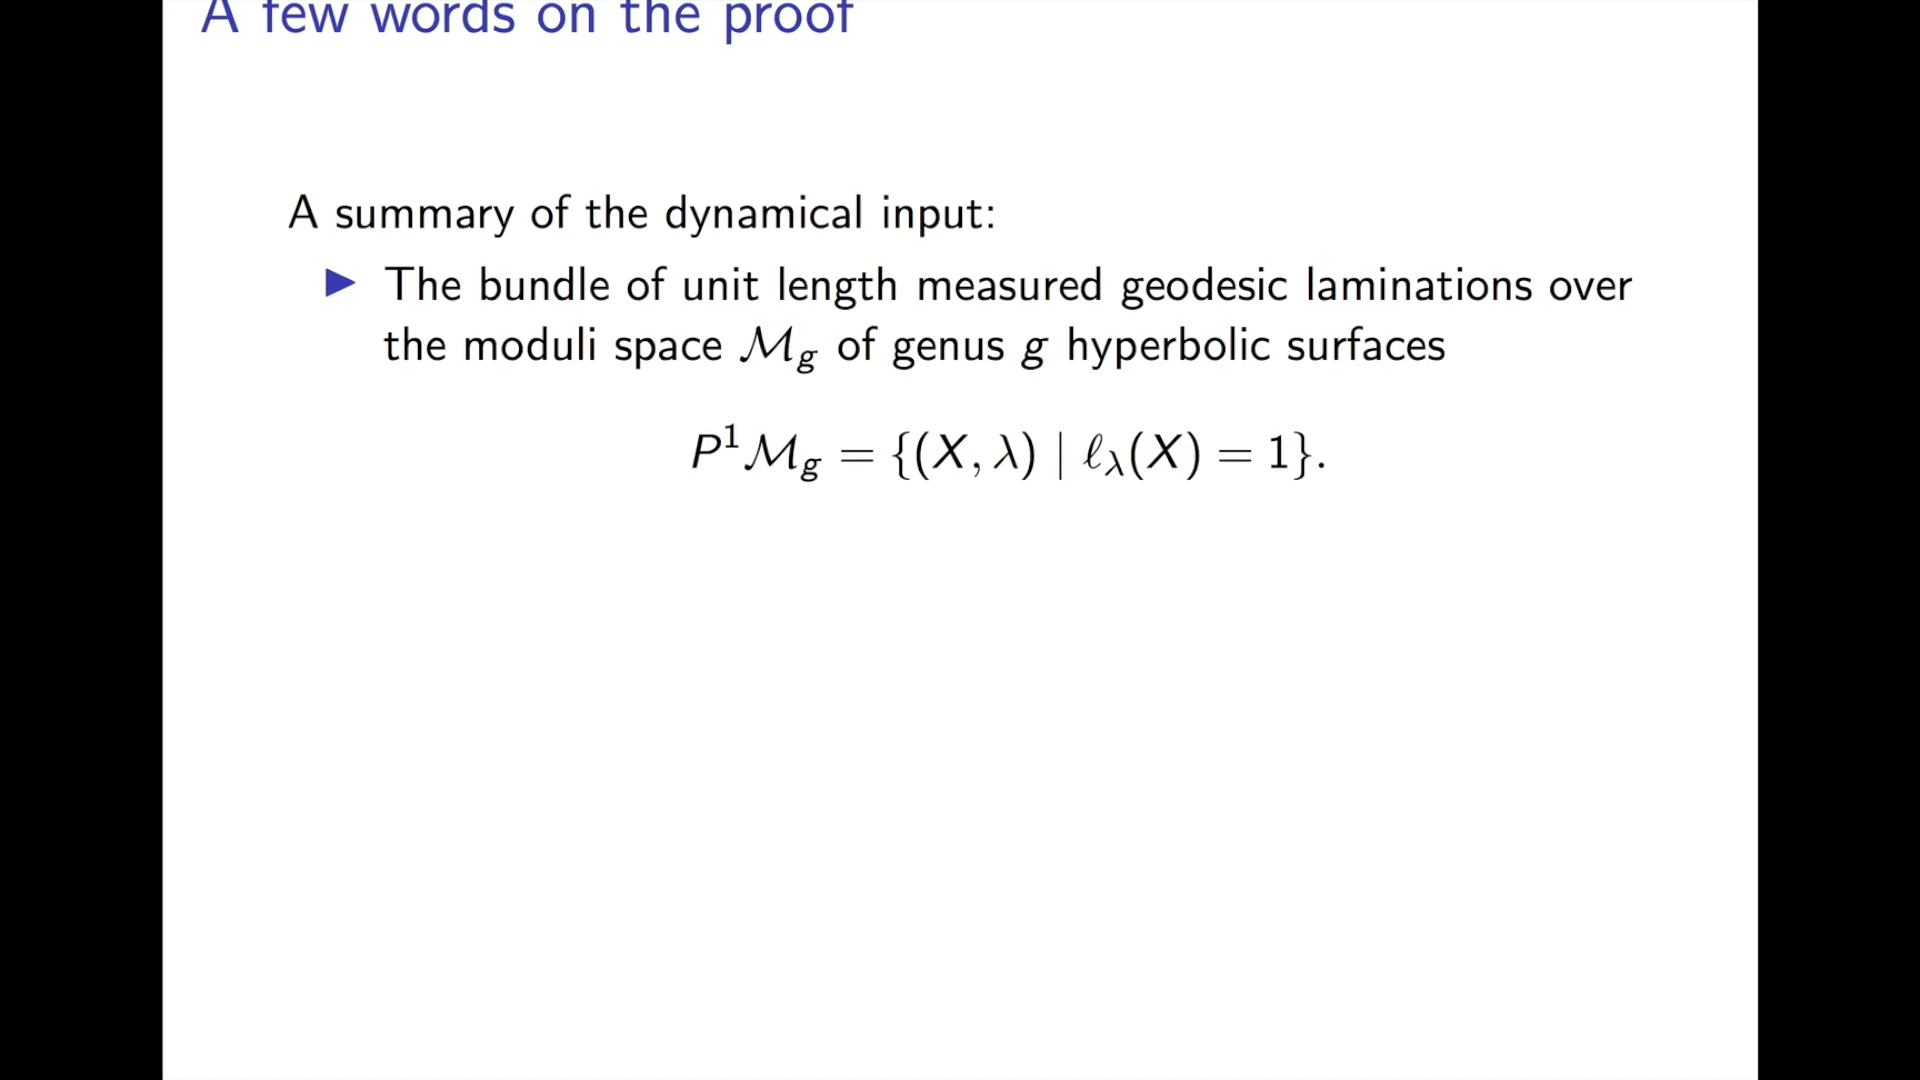 A few words on the proof
A summary of the dynamical input:
▶ The bundle of unit length measured geodesic laminations over
the moduli space ℳ_g of genus g hyperbolic surfaces
P¹ℳ_g = {(X, λ) | ℓ_λ(X) = 1}.